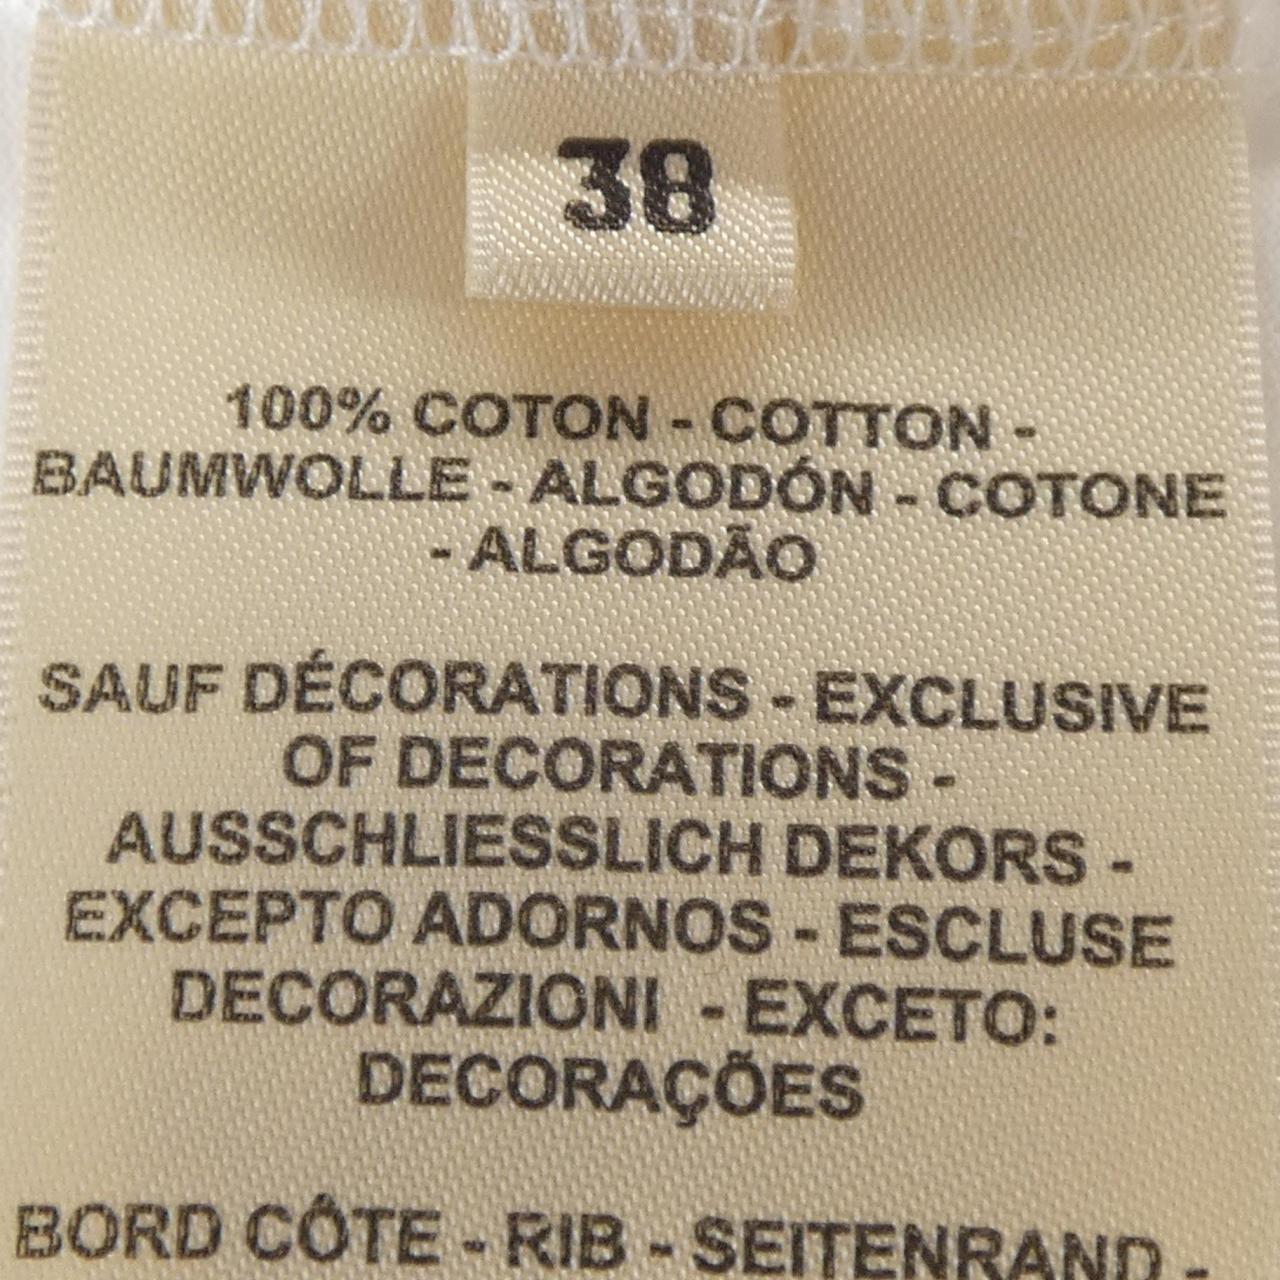 38
100% COTON - COTTON -
BAUMWOLLE - ALGODÓN - COTONE
- ALGODÃO
SAUF DÉCORATIONS - EXCLUSIVE
OF DECORATIONS -
AUSSCHLIESSLICH DEKORS -
EXCEPTO ADORNOS - ESCLUSE
DECORAZIONI - EXCETO:
DECORAÇÕES
BORD CÔTE - RIB - SEITENRAND -